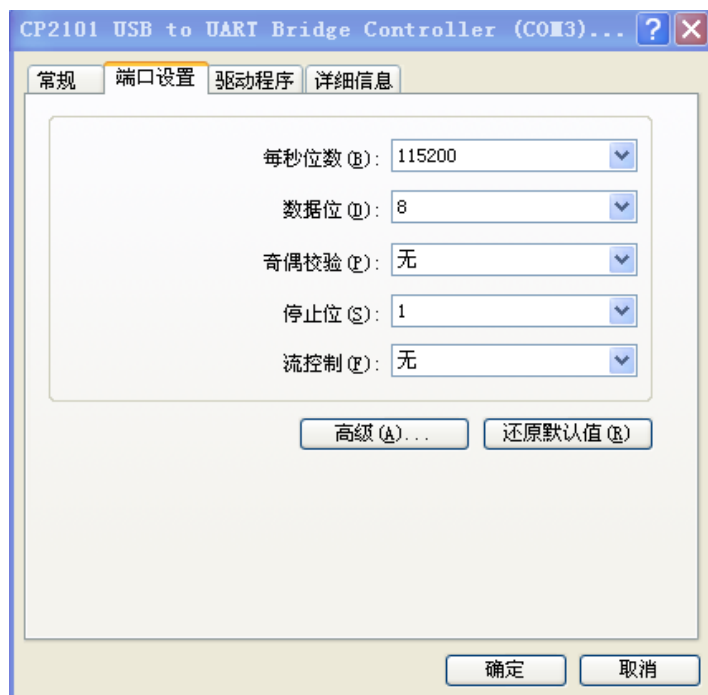 CP2101 USB to UART Bridge Controller (COM3)...
常规 端口设置 驱动程序 详细信息
每秒位数(B): 115200
数据位(D): 8
奇偶校验(P): 无
停止位(S): 1
流控制(F): 无
高级(A)... 还原默认值(R)
确定 取消